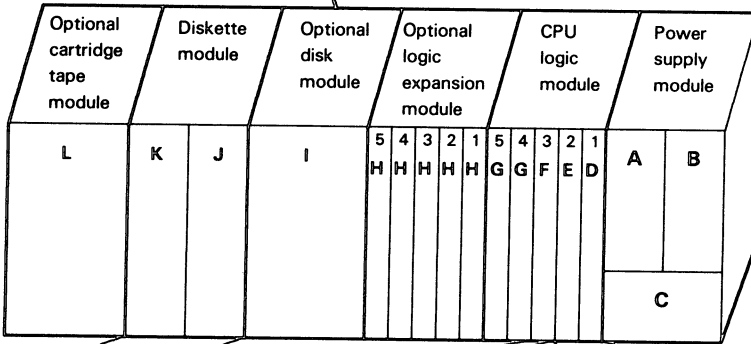 Optional
cartridge
tape
module
Diskette
module
Optional
disk
module
Optional
logic
expansion
module
CPU
logic
module
Power
supply
module
L
K J
I
5 4 3 2 1
H H H H H
5 4 3 2 1
G G F E D
A B
C